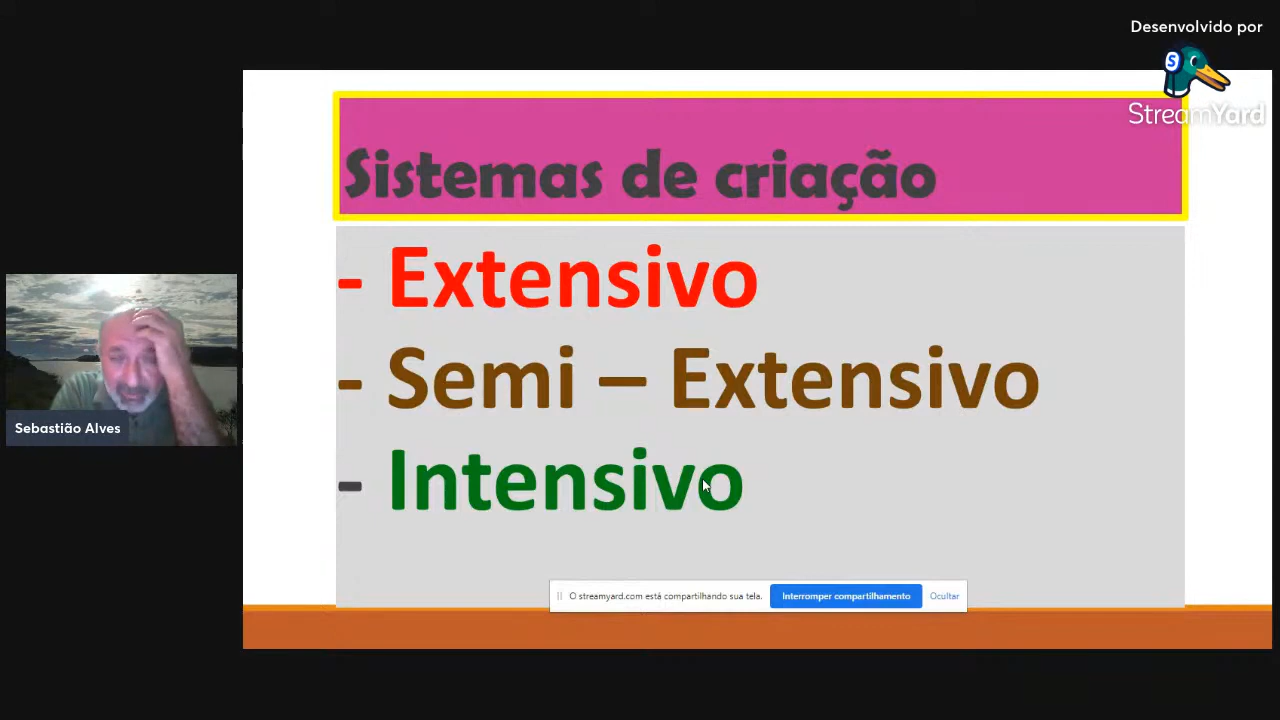 Desenvolvido por
StreamYard
Sistemas de criação
- Extensivo
- Semi – Extensivo
- Intensivo
Sebastião Alves
O streamyard.com está compartilhando sua tela.
Interromper compartilhamento
Ocultar